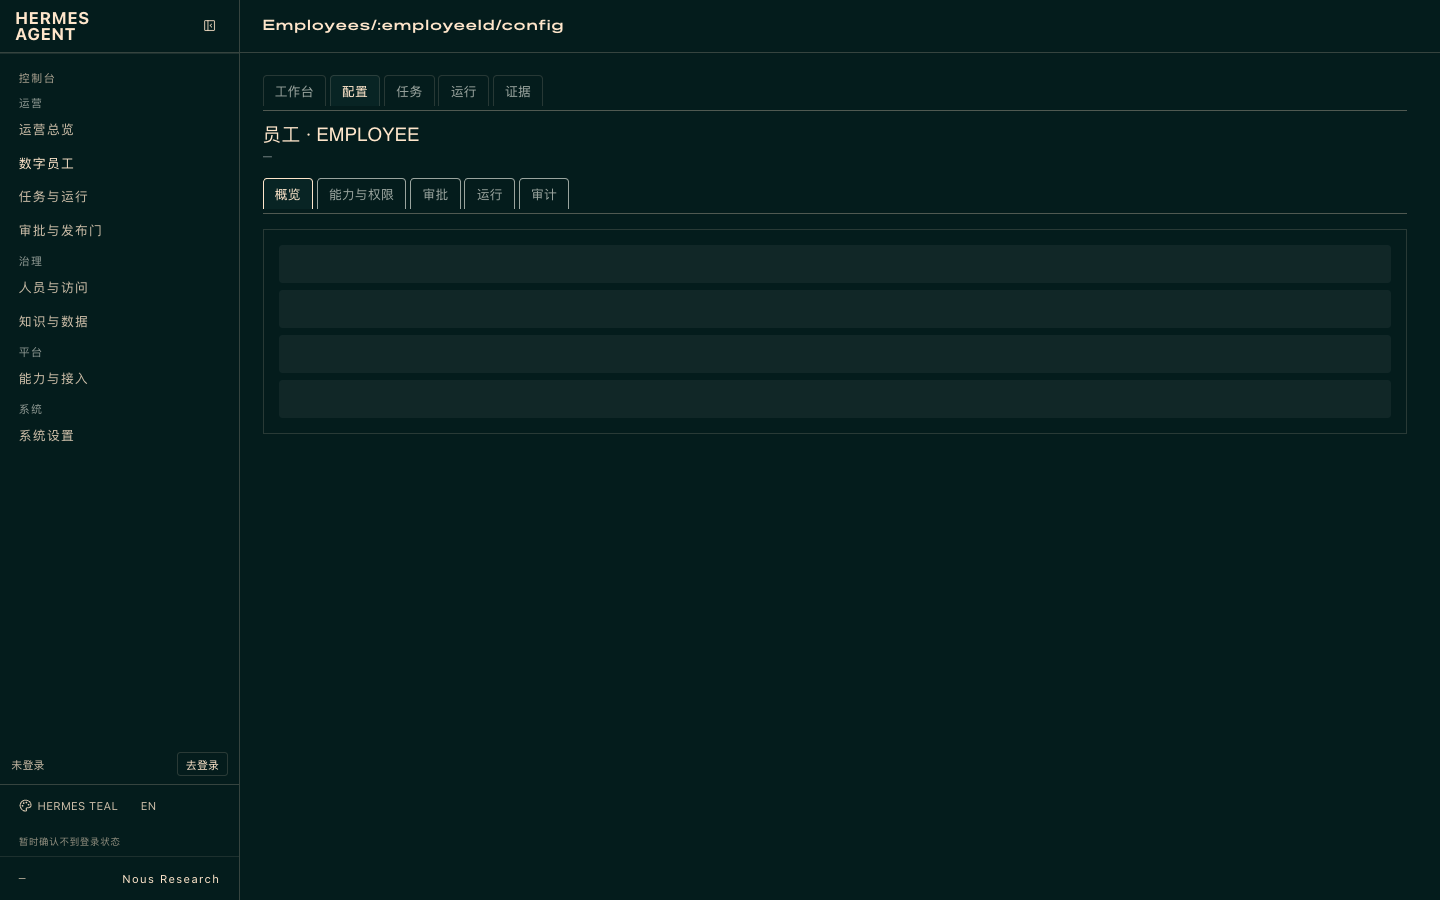 HERMES
AGENT
Employees/:employeeId/config
控制台
运营
运营总览
数字员工
任务与运行
审批与发布门
治理
人员与访问
知识与数据
平台
能力与接入
系统
系统设置
未登录 去登录
HERMES TEAL EN
暂时确认不到登录状态
— Nous Research
工作台 配置 任务 运行 证据
员工 · EMPLOYEE
—
概览 能力与权限 审批 运行 审计